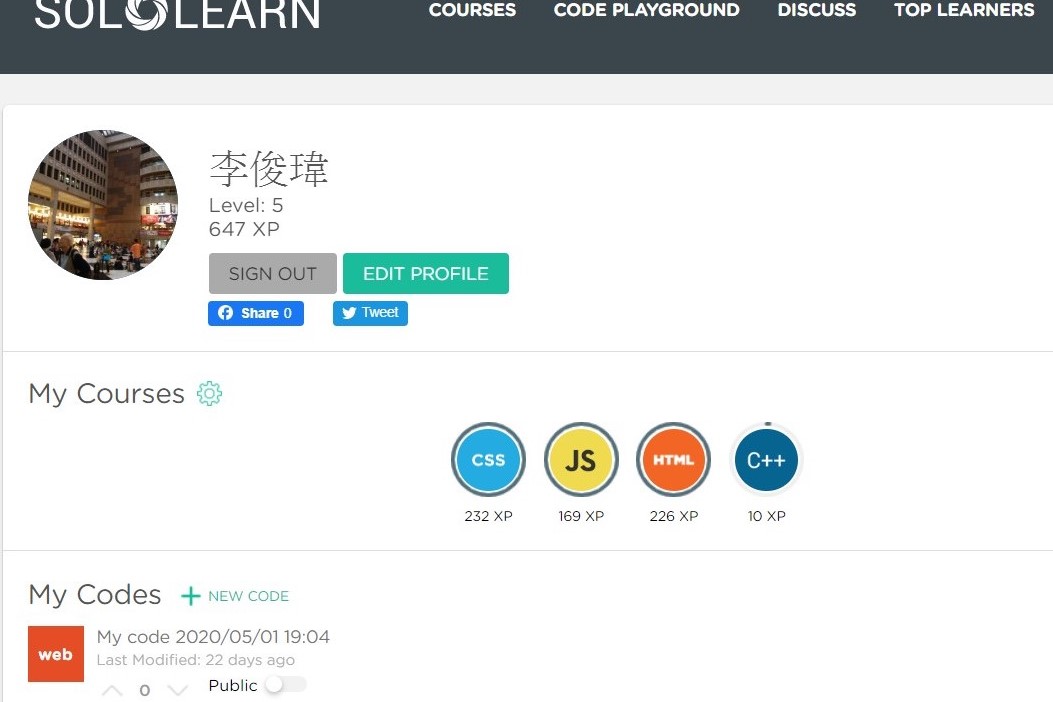 SOLOLEARN
COURSES CODE PLAYGROUND DISCUSS TOP LEARNERS
李俊瑋
Level: 5
647 XP
SIGN OUT EDIT PROFILE
Share 0 Tweet
My Courses
CSS JS HTML C++
232 XP 169 XP 226 XP 10 XP
My Codes + NEW CODE
web My code 2020/05/01 19:04
Last Modified: 22 days ago
0 Public